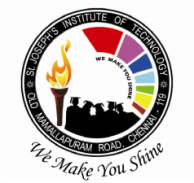 ST. JOSEPH'S INSTITUTE OF TECHNOLOGY
OLD MAMALLAPURAM ROAD, CHENNAI - 119
WE MAKE YOU SHINE
We Make You Shine